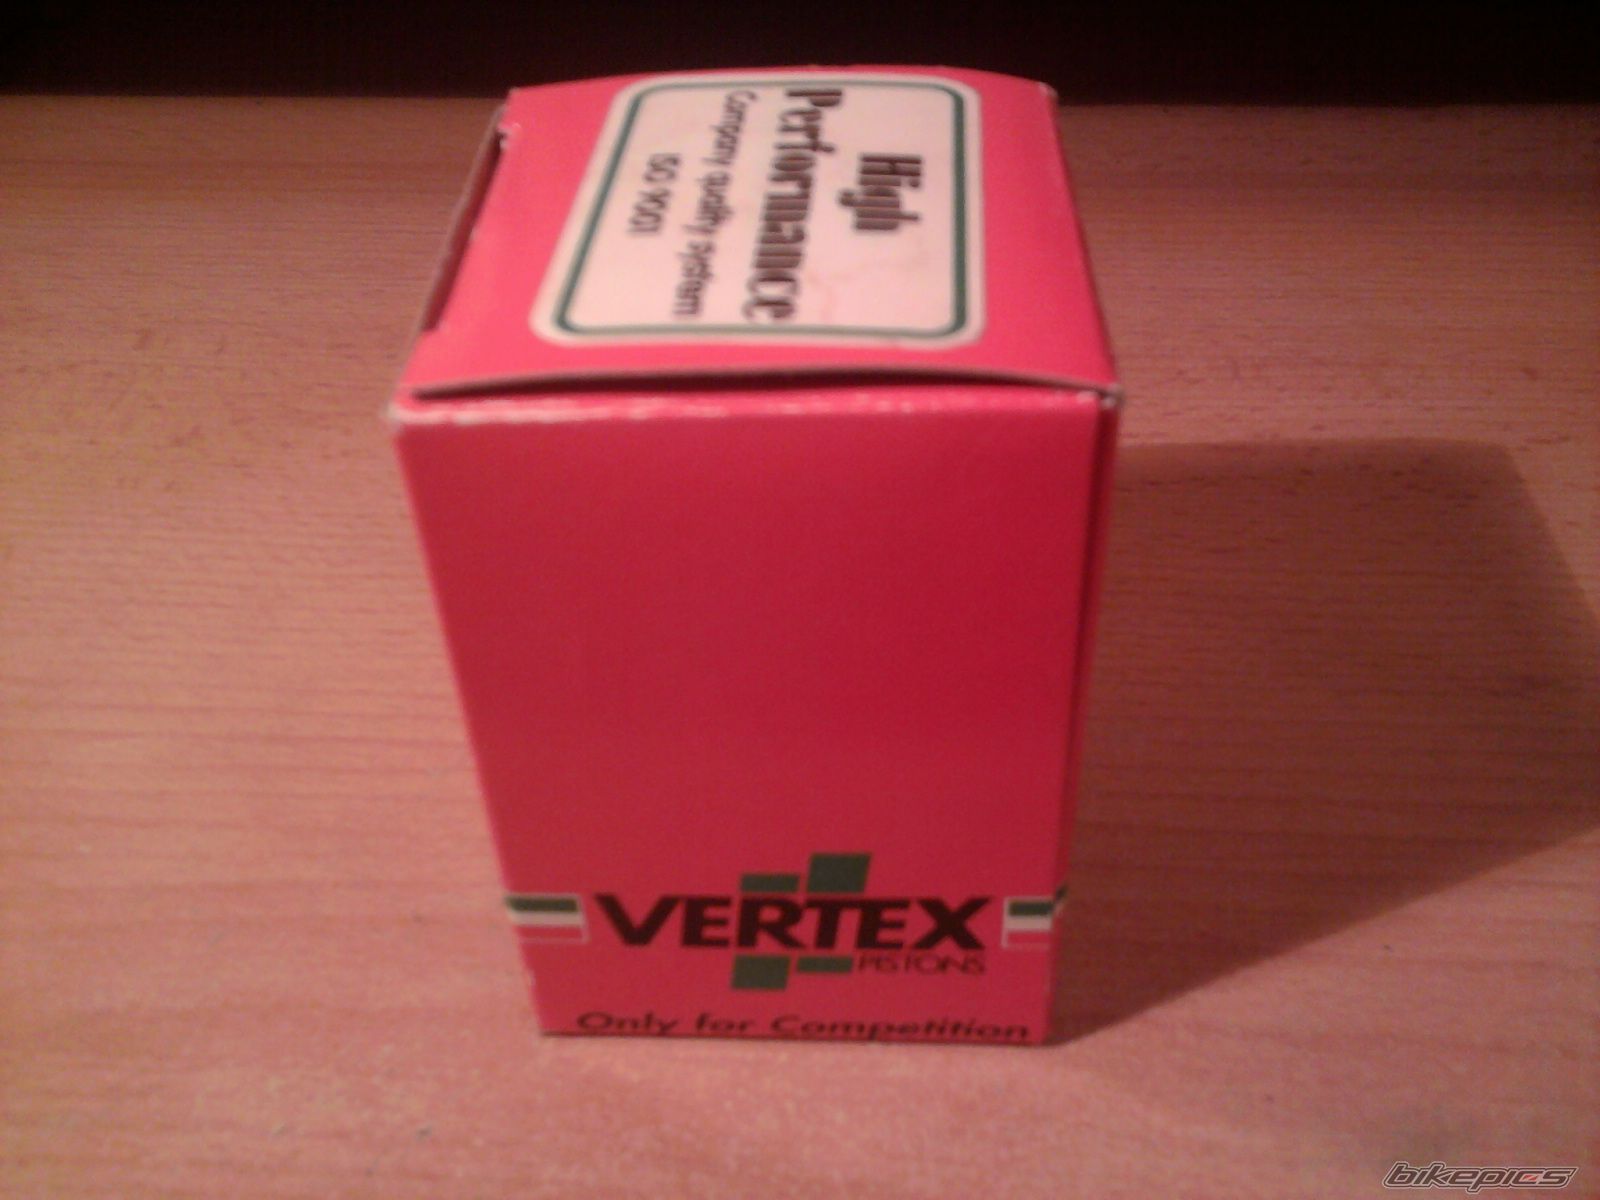 High
Performance
Company quality system
ISO 9001
VERTEX
PISTONS
Only for Competition
bikepics